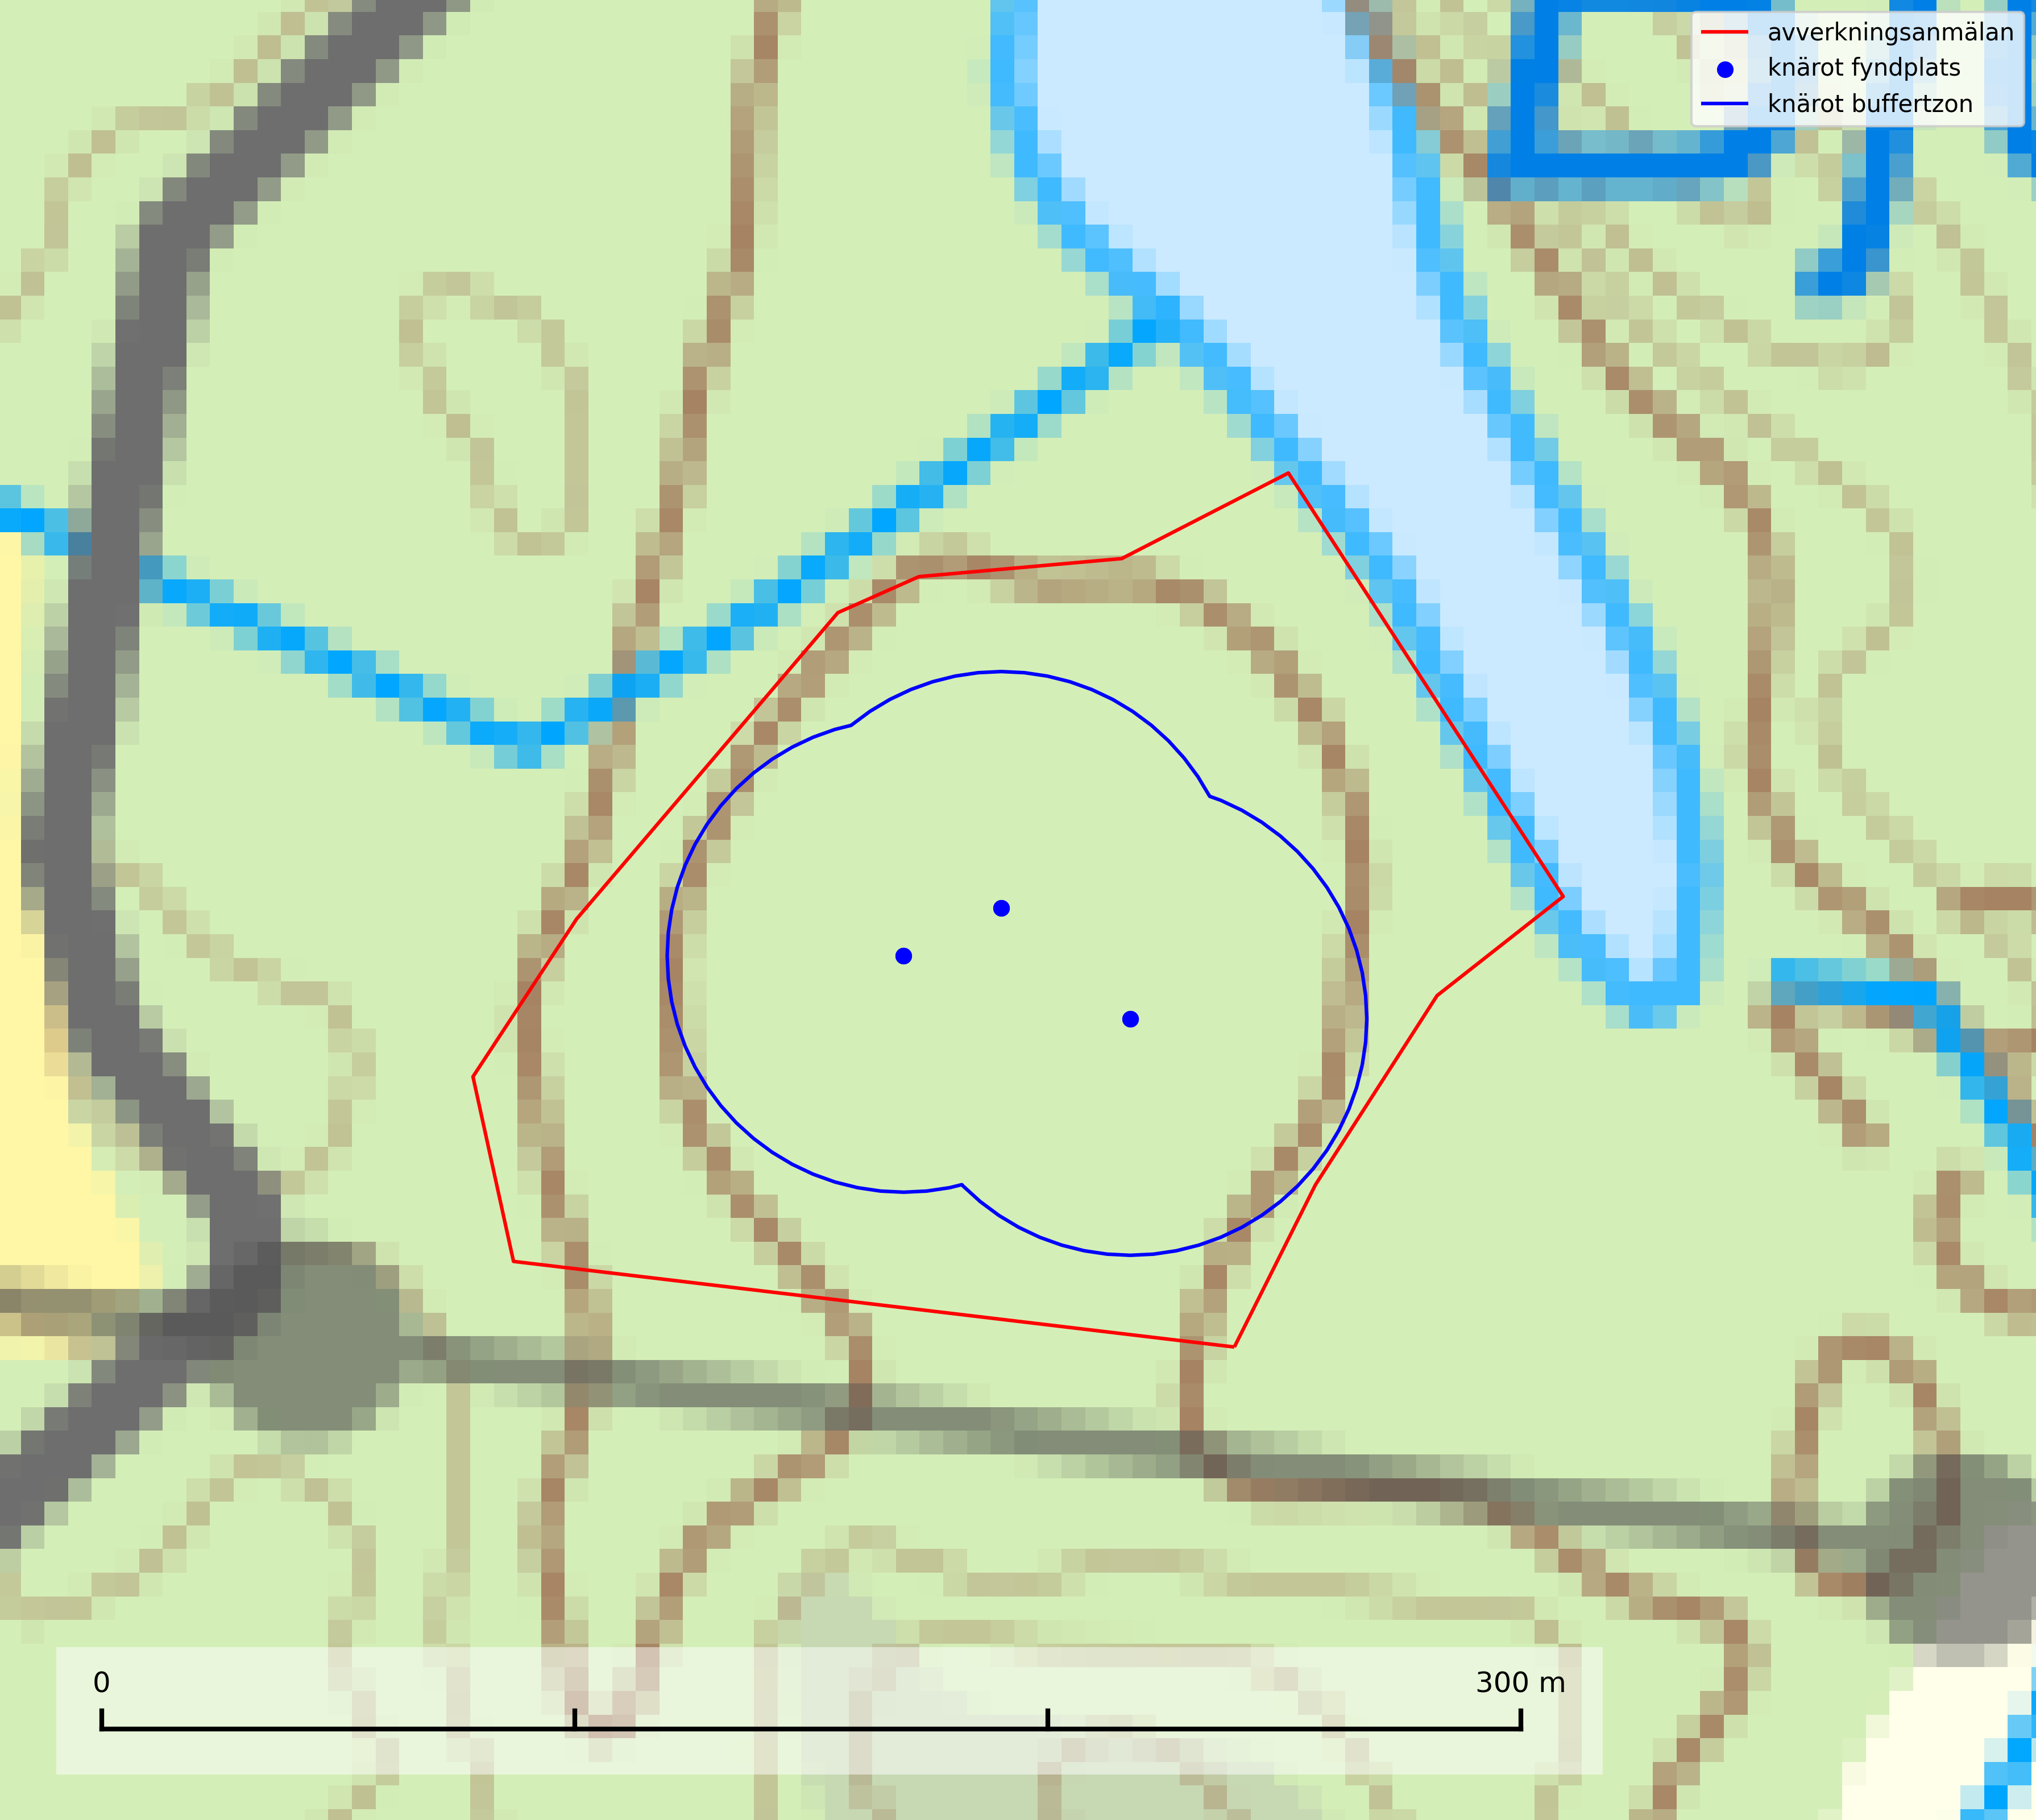 avverkningsanmälan
knärot fyndplats
knärot buffertzon
0 300 m